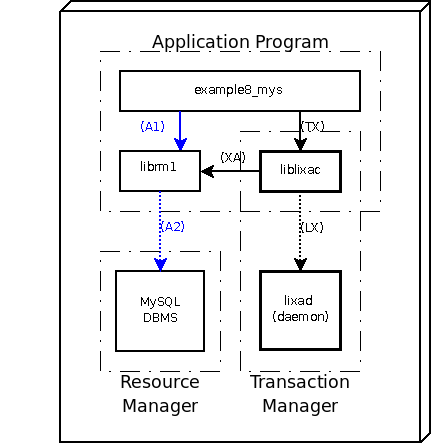 Application Program
example8_mys
(A1)
(TX)
librm1
(XA)
liblixac
(A2)
(LX)
MySQL
DBMS
lixad
(daemon)
Resource
Manager
Transaction
Manager